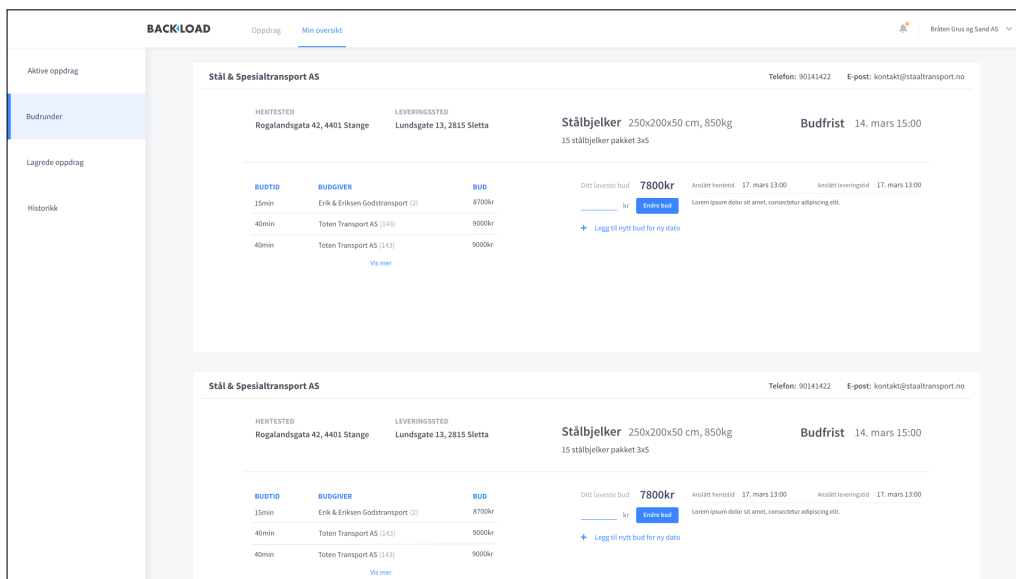 BACKLOAD Oppdrag Min oversikt Bråten Grus og Sand AS
Aktive oppdrag
Budrunder
Lagrede oppdrag
Historikk
Stål & Spesialtransport AS Telefon: 90141422 E-post: kontakt@staaltransport.no
HENTESTED LEVERINGSSTED
Rogalandsgata 42, 4401 Stange Lundsgate 13, 2815 Sletta
Stålbjelker 250x200x50 cm, 850kg Budfrist 14. mars 15:00
15 stålbjelker pakket 3x5
BUDTID BUDGIVER BUD
15min Erik & Eriksen Godstransport (2) 8700kr
40min Toten Transport AS (143) 9000kr
40min Toten Transport AS (143) 9000kr
Vis mer
Ditt laveste bud 7800kr Anslått hentetid 17. mars 13:00 Anslått leveringstid 17. mars 13:00
kr Endre bud Lorem ipsum dolor sit amet, consectetur adipiscing elit.
+ Legg til nytt bud for ny dato
Stål & Spesialtransport AS Telefon: 90141422 E-post: kontakt@staaltransport.no
HENTESTED LEVERINGSSTED
Rogalandsgata 42, 4401 Stange Lundsgate 13, 2815 Sletta
Stålbjelker 250x200x50 cm, 850kg Budfrist 14. mars 15:00
15 stålbjelker pakket 3x5
BUDTID BUDGIVER BUD
15min Erik & Eriksen Godstransport (2) 8700kr
40min Toten Transport AS (143) 9000kr
40min Toten Transport AS (143) 9000kr
Vis mer
Ditt laveste bud 7800kr Anslått hentetid 17. mars 13:00 Anslått leveringstid 17. mars 13:00
kr Endre bud Lorem ipsum dolor sit amet, consectetur adipiscing elit.
+ Legg til nytt bud for ny dato